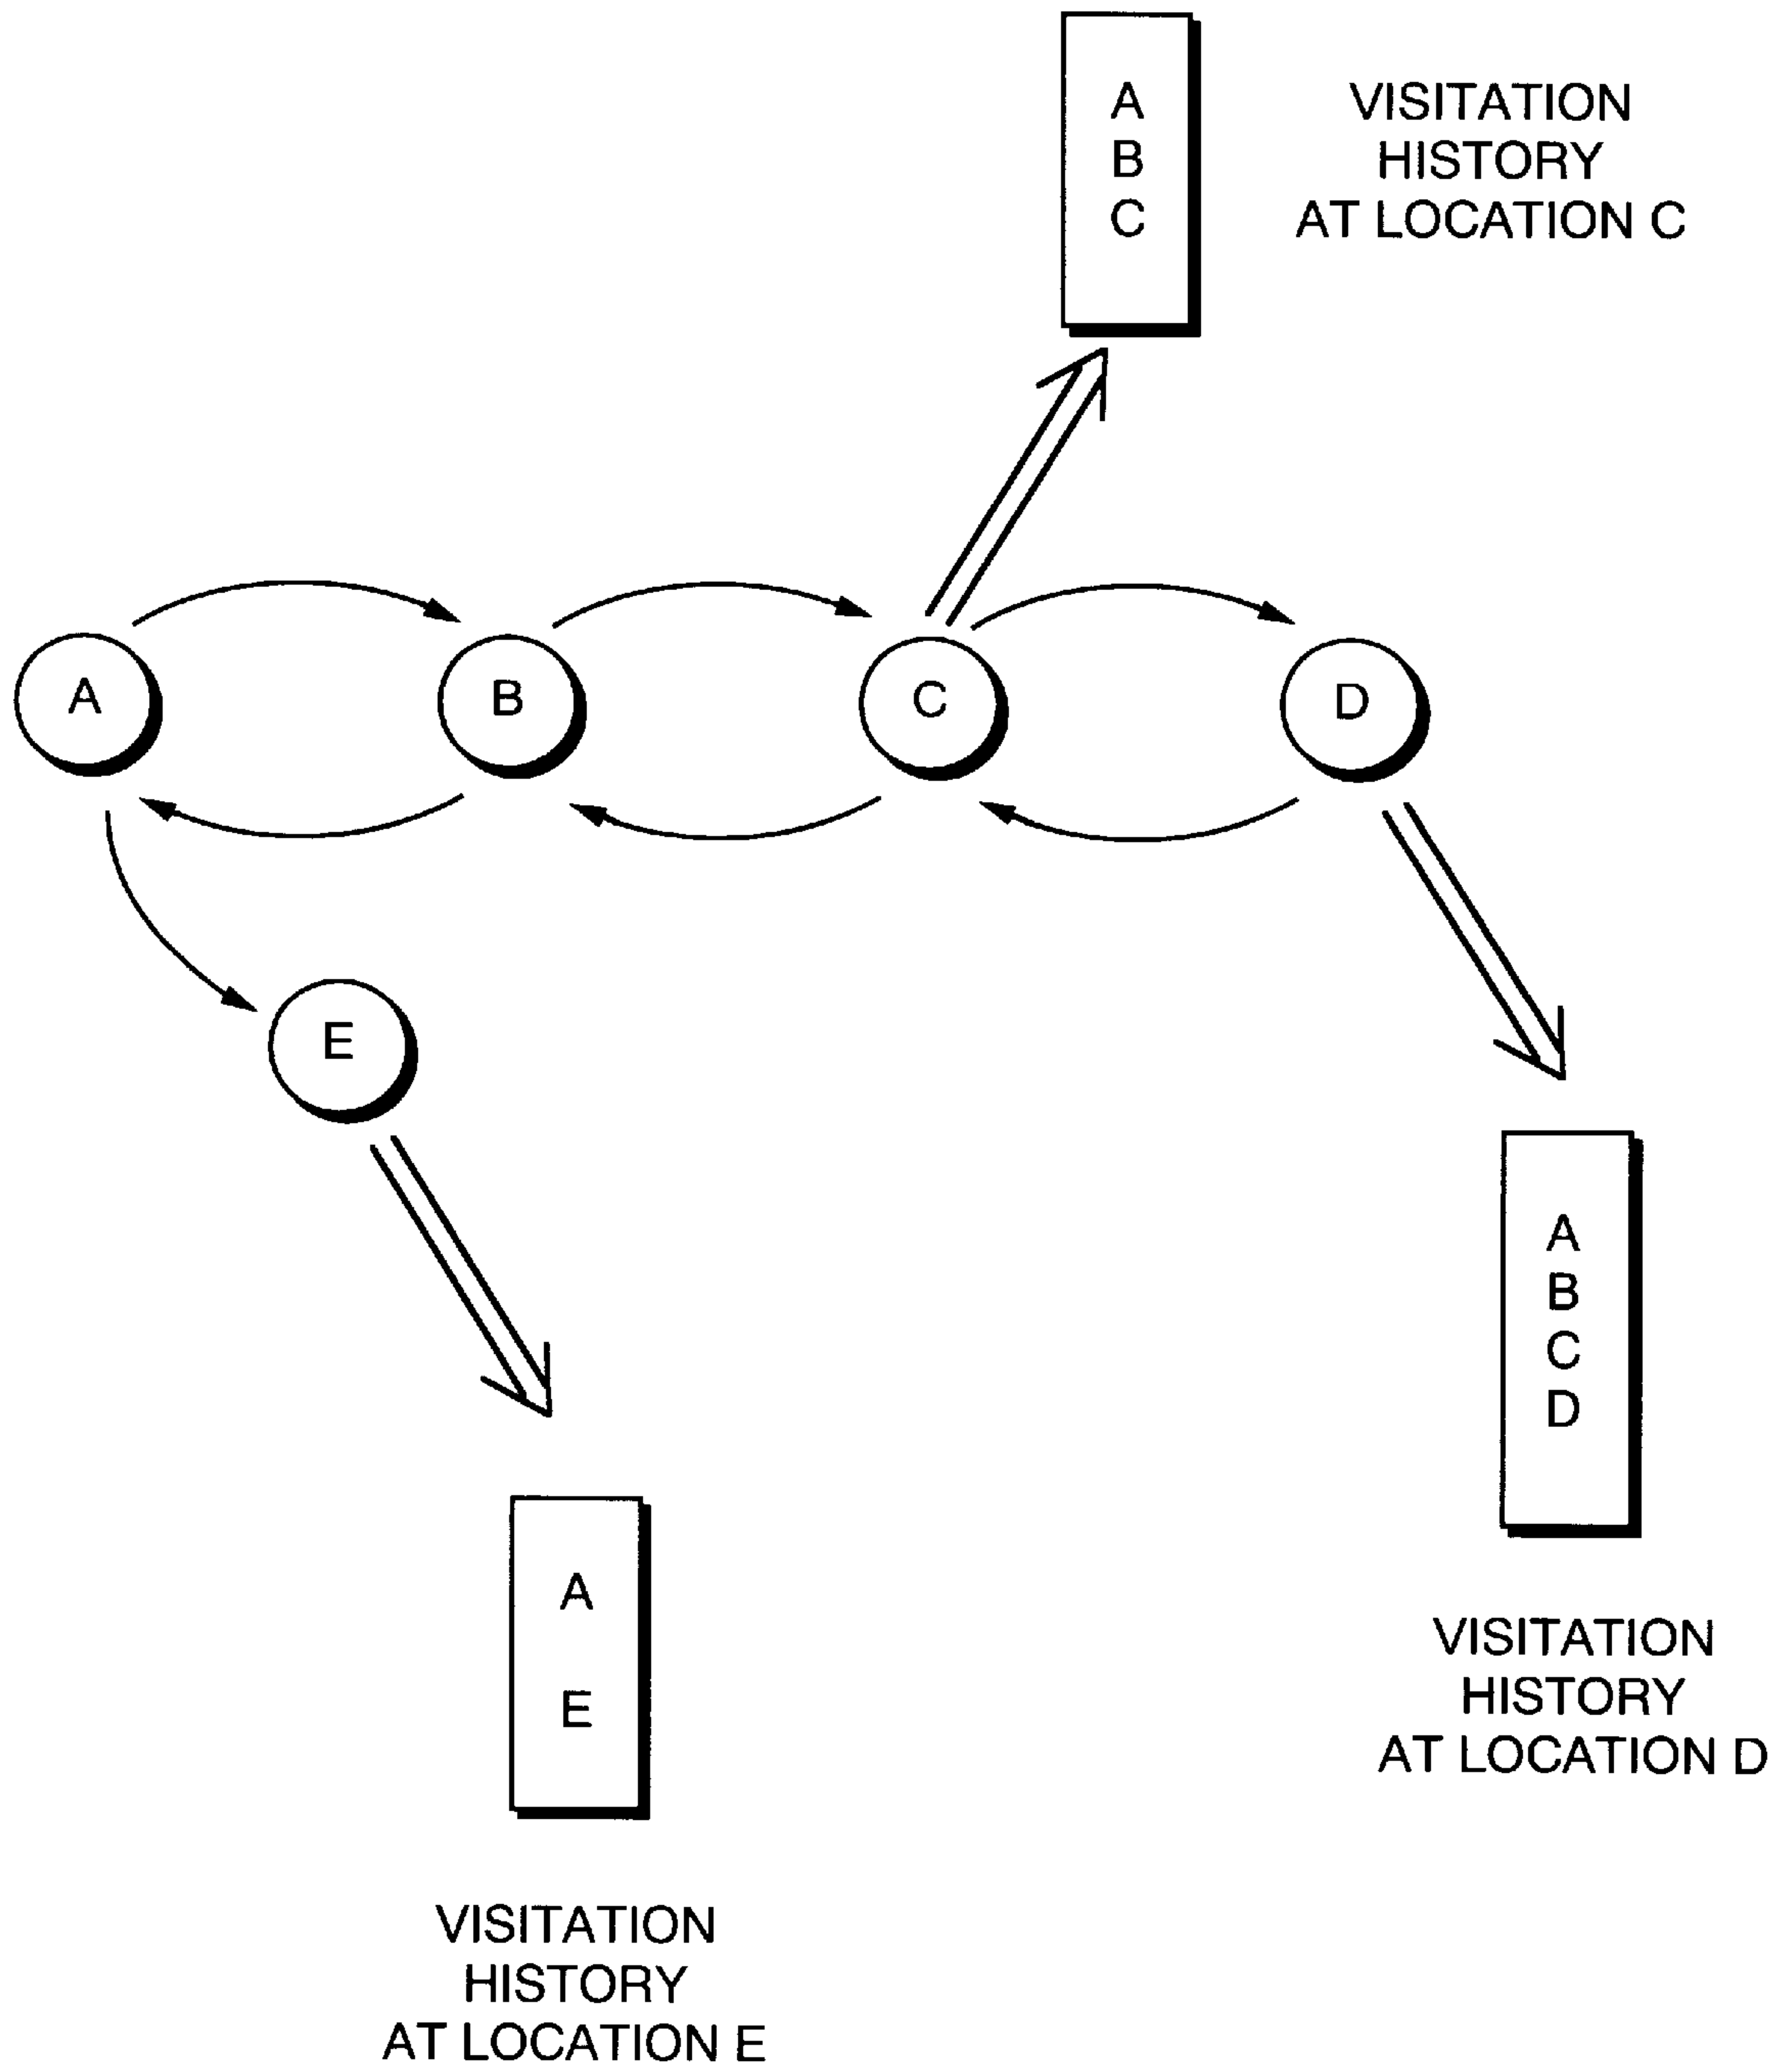 A
B
C
VISITATION
HISTORY
AT LOCATION C
A
B
C
D
E
A
B
C
D
VISITATION
HISTORY
AT LOCATION D
A
E
VISITATION
HISTORY
AT LOCATION E